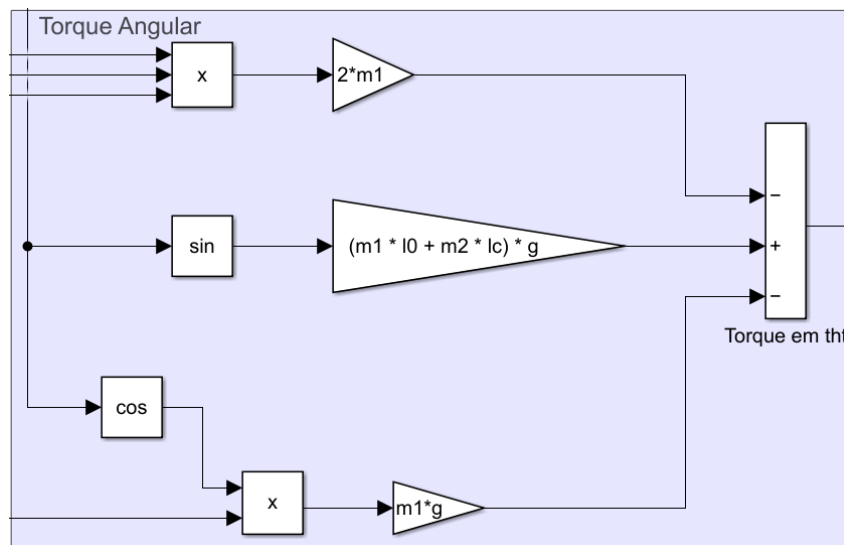 Torque Angular
x
2*m1
−
sin
(m1 * l0 + m2 * lc) * g
+
−
Torque em tht
cos
x
m1*g